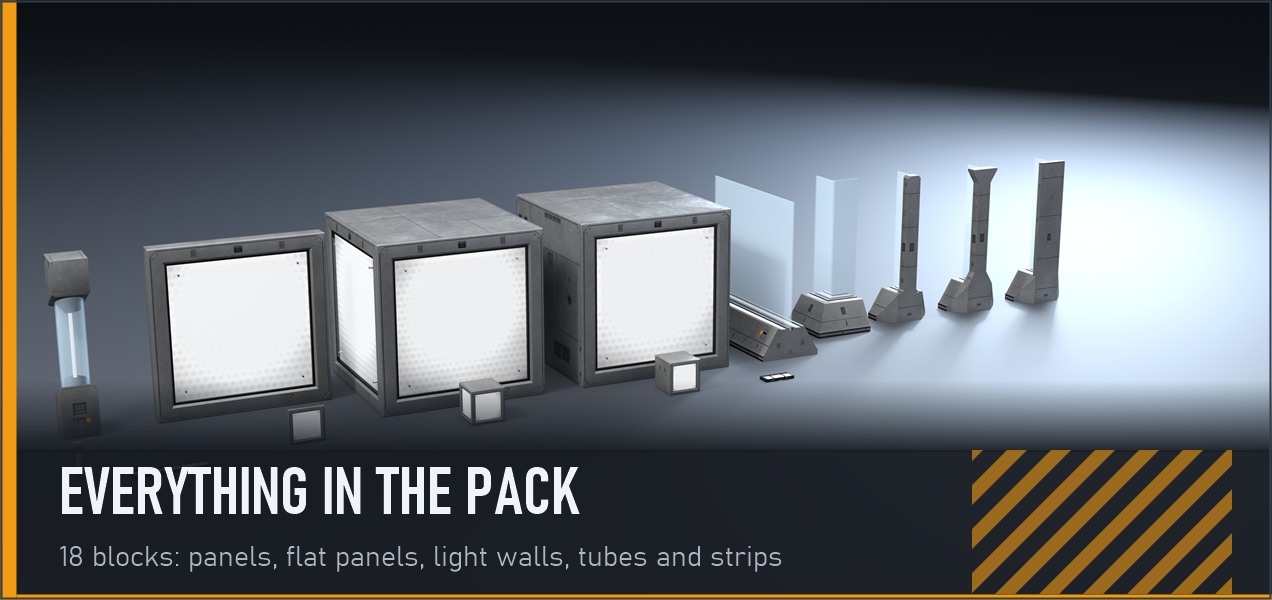 EVERYTHING IN THE PACK
18 blocks: panels, flat panels, light walls, tubes and strips